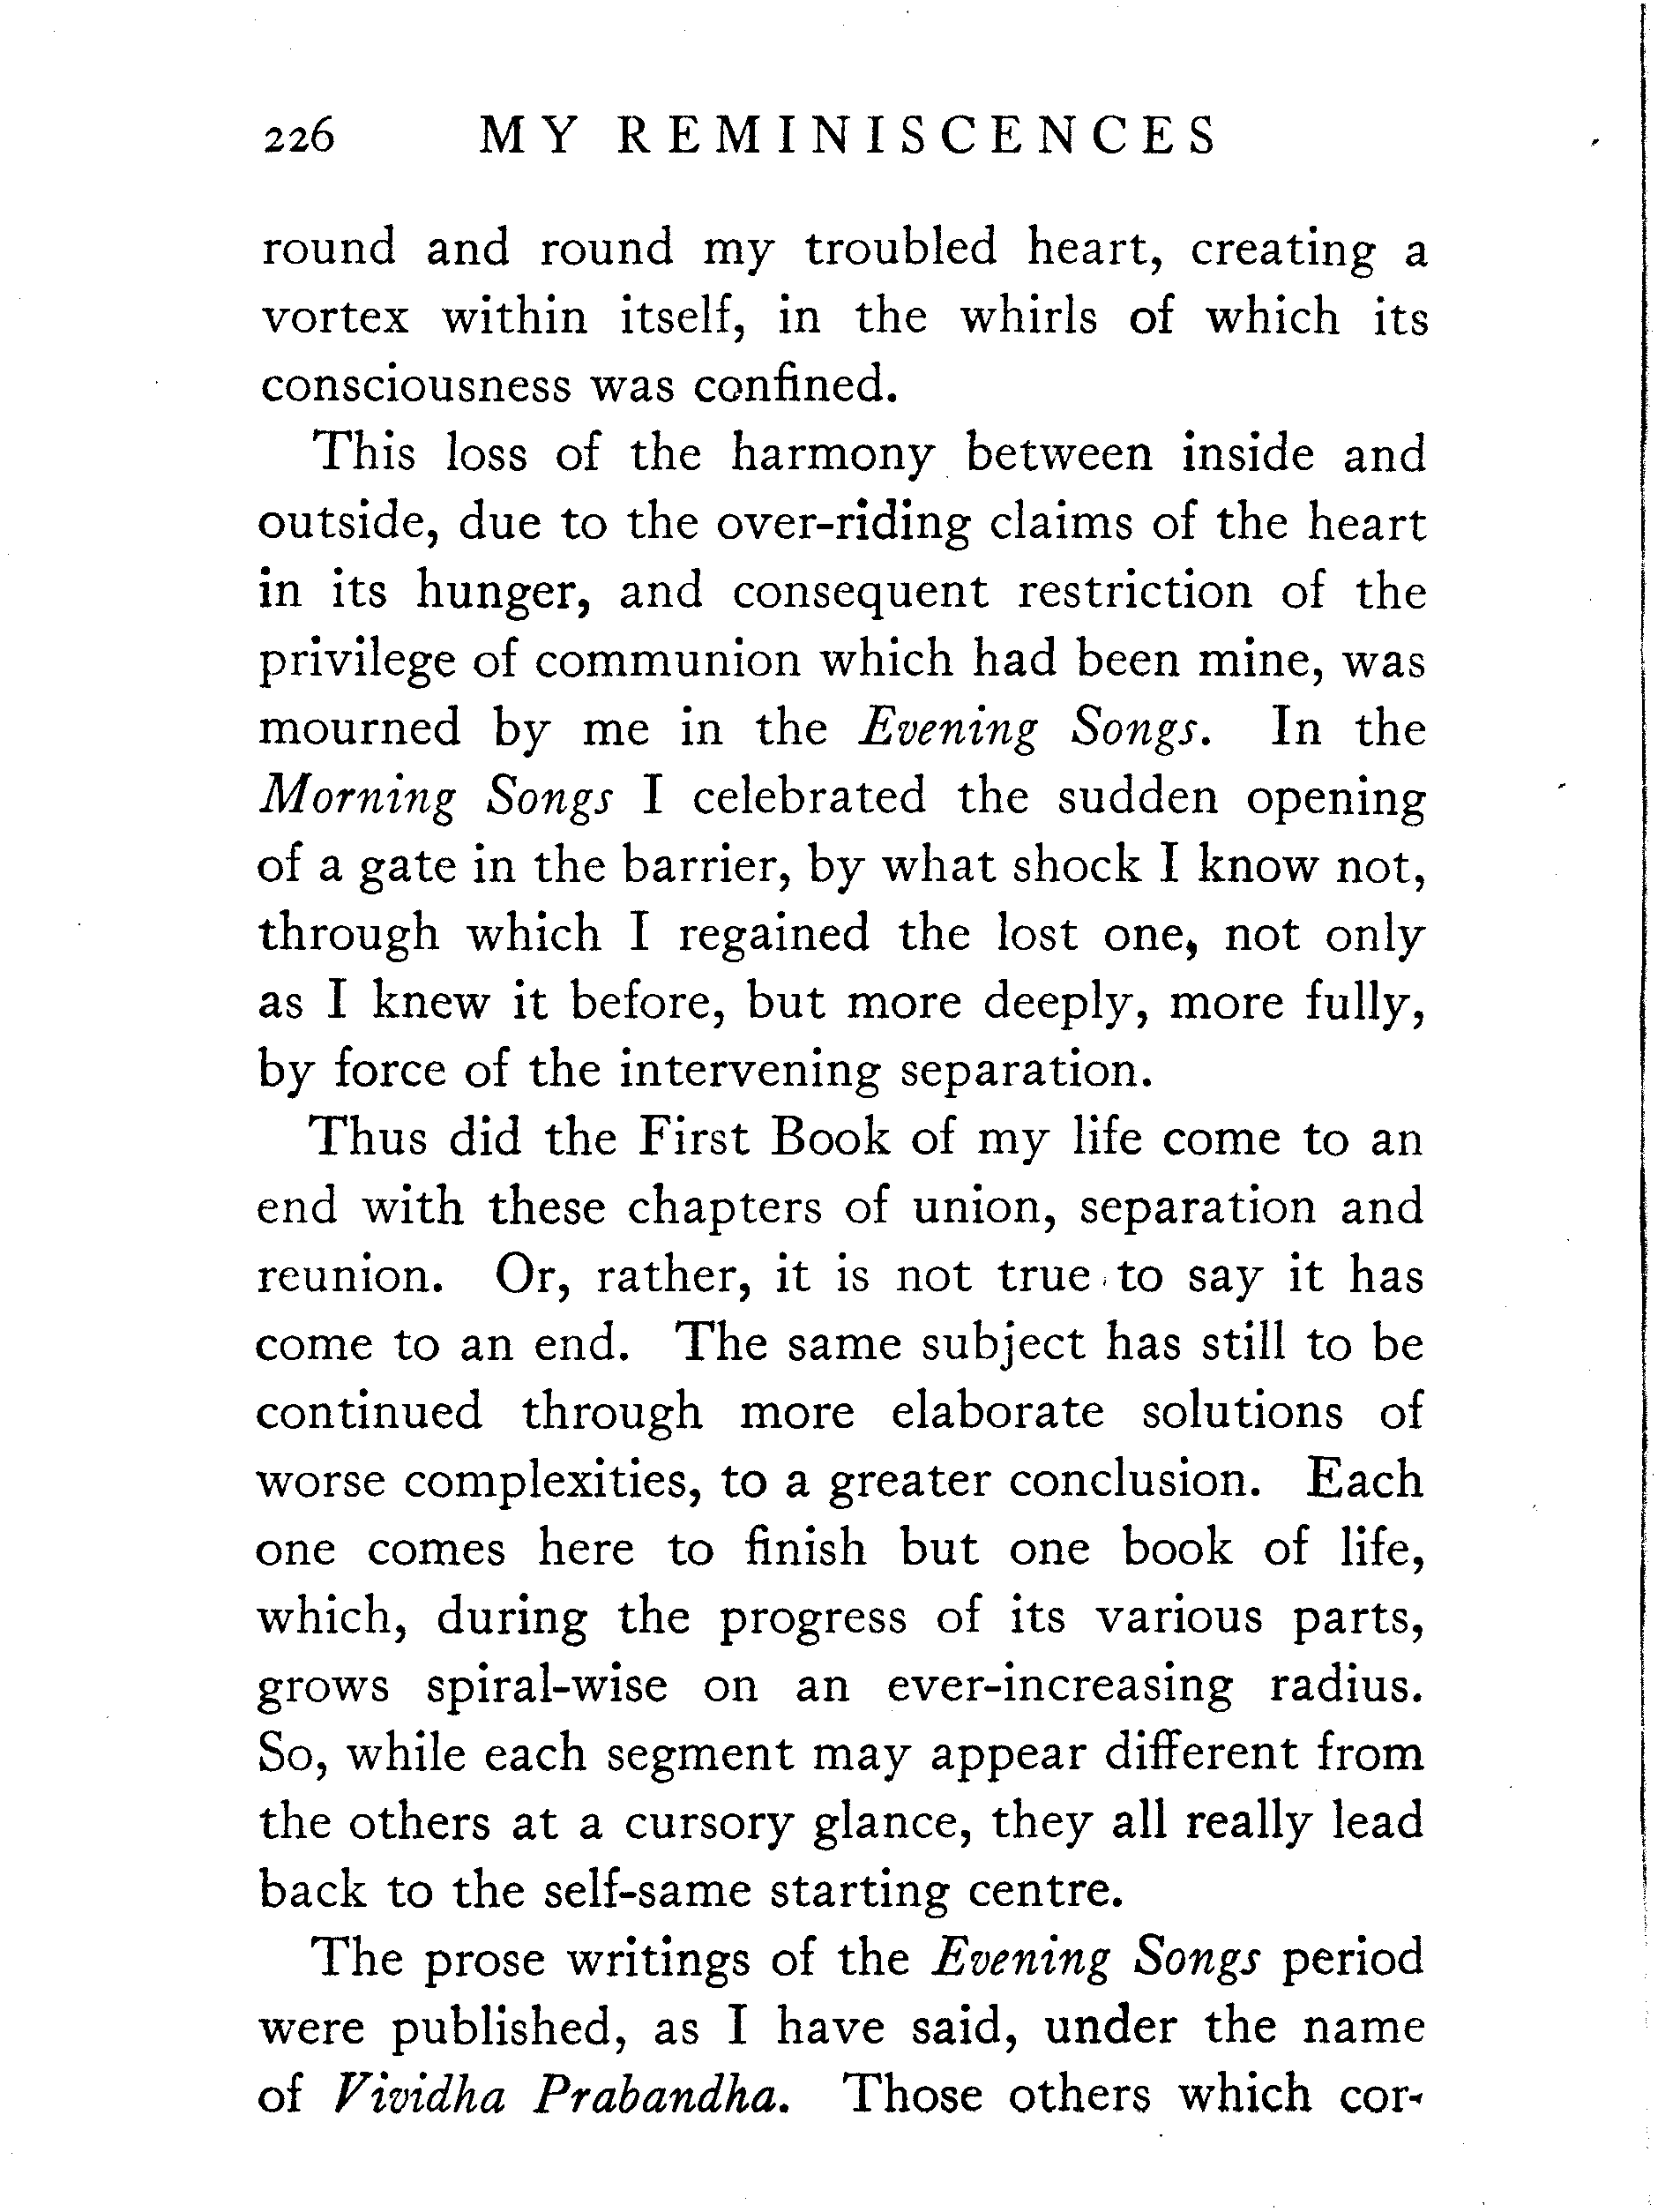 226 MY REMINISCENCES
round and round my troubled heart, creating a
vortex within itself, in the whirls of which its
consciousness was confined.
This loss of the harmony between inside and
outside, due to the over-riding claims of the heart
in its hunger, and consequent restriction of the
privilege of communion which had been mine, was
mourned by me in the Evening Songs. In the
Morning Songs I celebrated the sudden opening
of a gate in the barrier, by what shock I know not,
through which I regained the lost one, not only
as I knew it before, but more deeply, more fully,
by force of the intervening separation.
Thus did the First Book of my life come to an
end with these chapters of union, separation and
reunion. Or, rather, it is not true to say it has
come to an end. The same subject has still to be
continued through more elaborate solutions of
worse complexities, to a greater conclusion. Each
one comes here to finish but one book of life,
which, during the progress of its various parts,
grows spiral-wise on an ever-increasing radius.
So, while each segment may appear different from
the others at a cursory glance, they all really lead
back to the self-same starting centre.
The prose writings of the Evening Songs period
were published, as I have said, under the name
of Vividha Prabandha. Those others which cor-